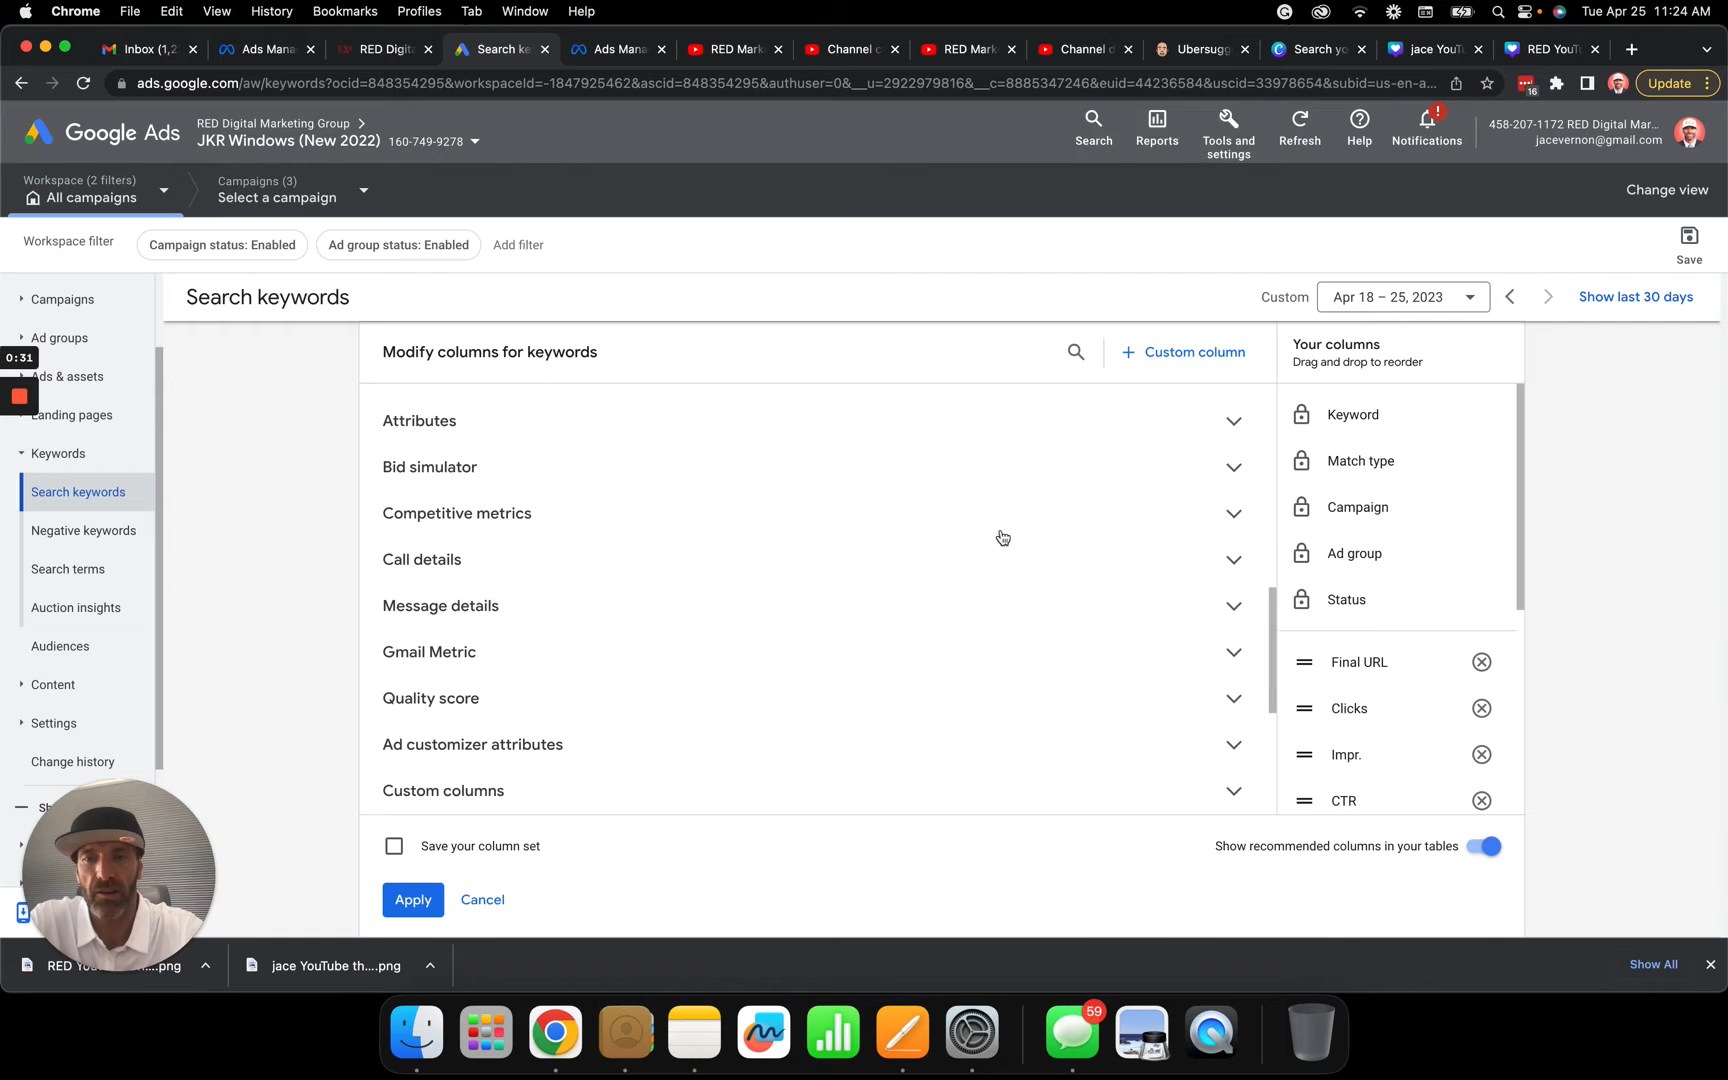 Chrome File Edit View History Bookmarks Profiles Tab Window Help Tue Apr 25 11:24 AM
Inbox (1,2 Ads Mana RED Digita Search ke Ads Mana RED Mark Channel c RED Mark Channel d Ubersugg Search yo jace YouTu RED YouTu
ads.google.com/aw/keywords?ocid=848354295&workspaceId=-1847925462&ascid=848354295&authuser=0&__u=2922979816&__c=8885347246&euid=44236584&uscid=33978654&subid=us-en-a... 16 Update
Google Ads
RED Digital Marketing Group
JKR Windows (New 2022) 160-749-9278
Search Reports Tools and settings Refresh Help Notifications
458-207-1172 RED Digital Mar...
jacevernon@gmail.com
Workspace (2 filters)
All campaigns
Campaigns (3)
Select a campaign
Change view
Workspace filter Campaign status: Enabled Ad group status: Enabled Add filter
Save
Campaigns
Ad groups
0:31
Ads & assets
Landing pages
Keywords
Search keywords
Negative keywords
Search terms
Auction insights
Audiences
Content
Settings
Change history
Search keywords
Custom Apr 18 – 25, 2023 Show last 30 days
Modify columns for keywords
Custom column
Attributes
Bid simulator
Competitive metrics
Call details
Message details
Gmail Metric
Quality score
Ad customizer attributes
Custom columns
Your columns
Drag and drop to reorder
Keyword
Match type
Campaign
Ad group
Status
Final URL
Clicks
Impr.
CTR
Save your column set
Show recommended columns in your tables
Apply Cancel
jace YouTube th....png
Show All
59